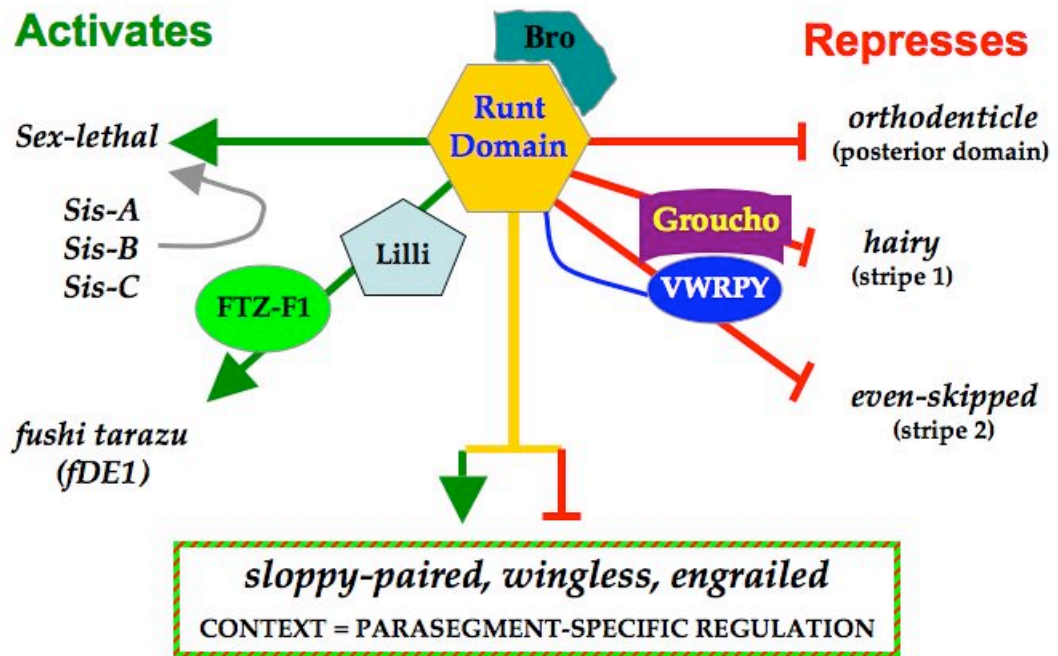 Activates
Bro
Represses
Runt
Domain
Sex-lethal
orthodenticle
(posterior domain)
Sis-A
Sis-B
Sis-C
Lilli
Groucho
hairy
(stripe 1)
VWRPY
FTZ-F1
even-skipped
(stripe 2)
fushi tarazu
(fDE1)
sloppy-paired, wingless, engrailed
CONTEXT = PARASEGMENT-SPECIFIC REGULATION